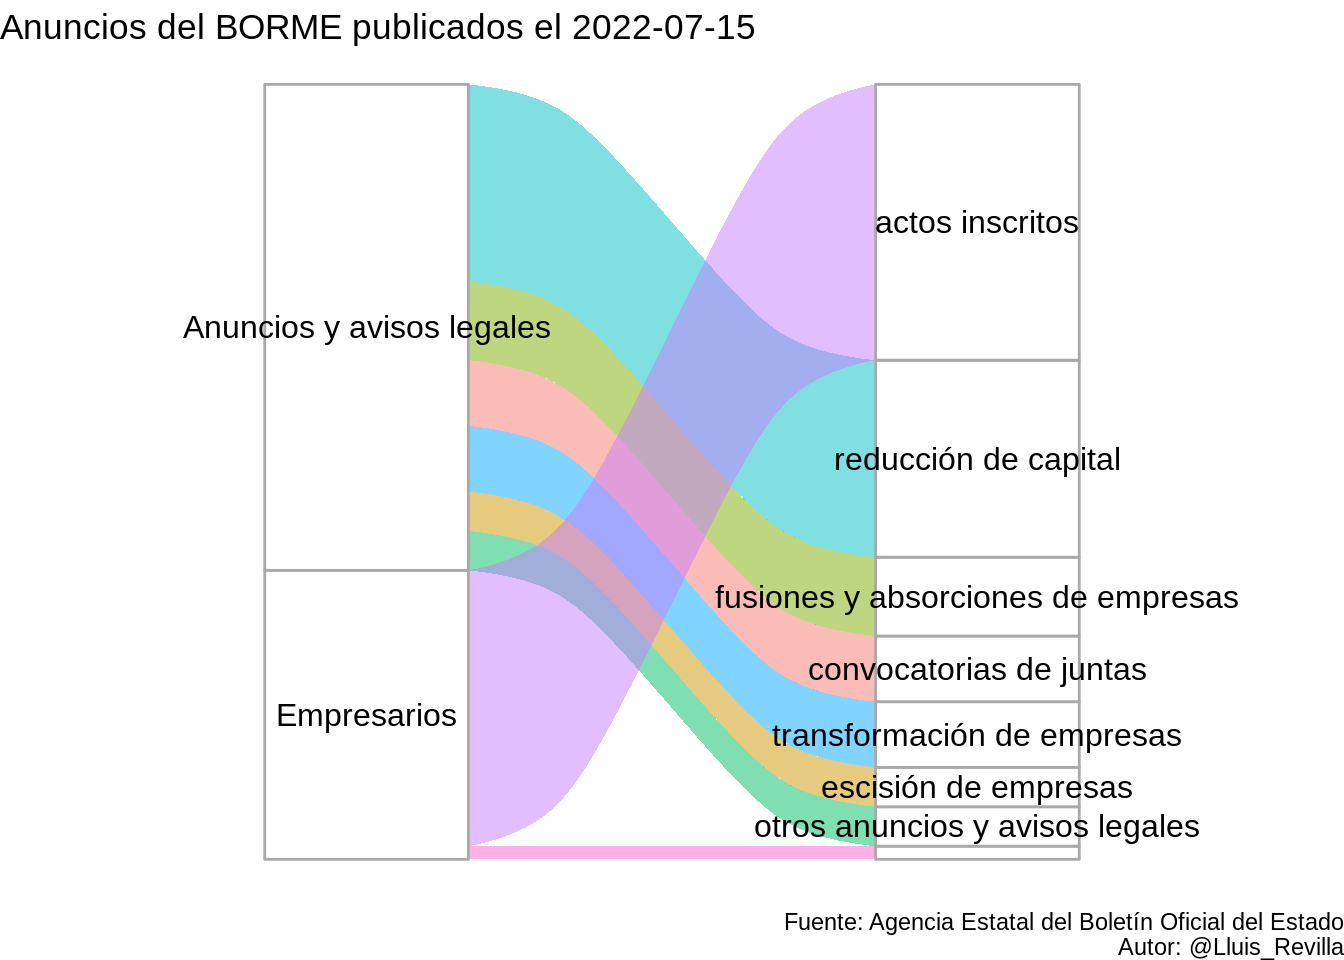 Anuncios del BORME publicados el 2022-07-15
actos inscritos
Anuncios y avisos legales
reducción de capital
fusiones y absorciones de empresas
convocatorias de juntas
Empresarios
transformación de empresas
escisión de empresas
otros anuncios y avisos legales
Fuente: Agencia Estatal del Boletín Oficial del Estado
Autor: @Lluis_Revilla